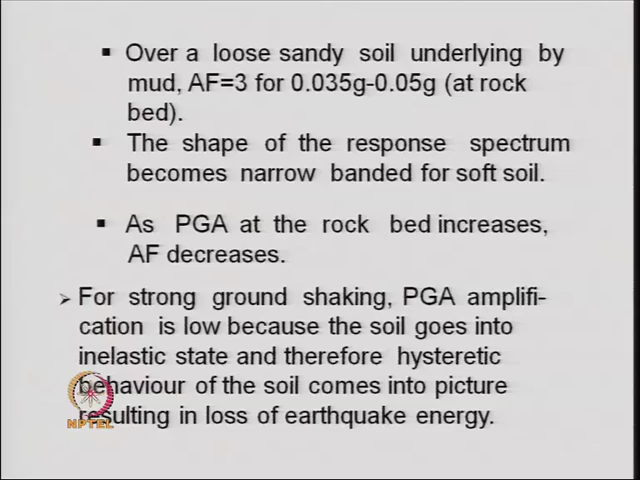 ▪ Over a loose sandy soil underlying by
mud, AF=3 for 0.035g-0.05g (at rock
bed).
▪ The shape of the response spectrum
becomes narrow banded for soft soil.
▪ As PGA at the rock bed increases,
AF decreases.
➢ For strong ground shaking, PGA amplifi-
cation is low because the soil goes into
inelastic state and therefore hysteretic
behaviour of the soil comes into picture
resulting in loss of earthquake energy.
NPTEL